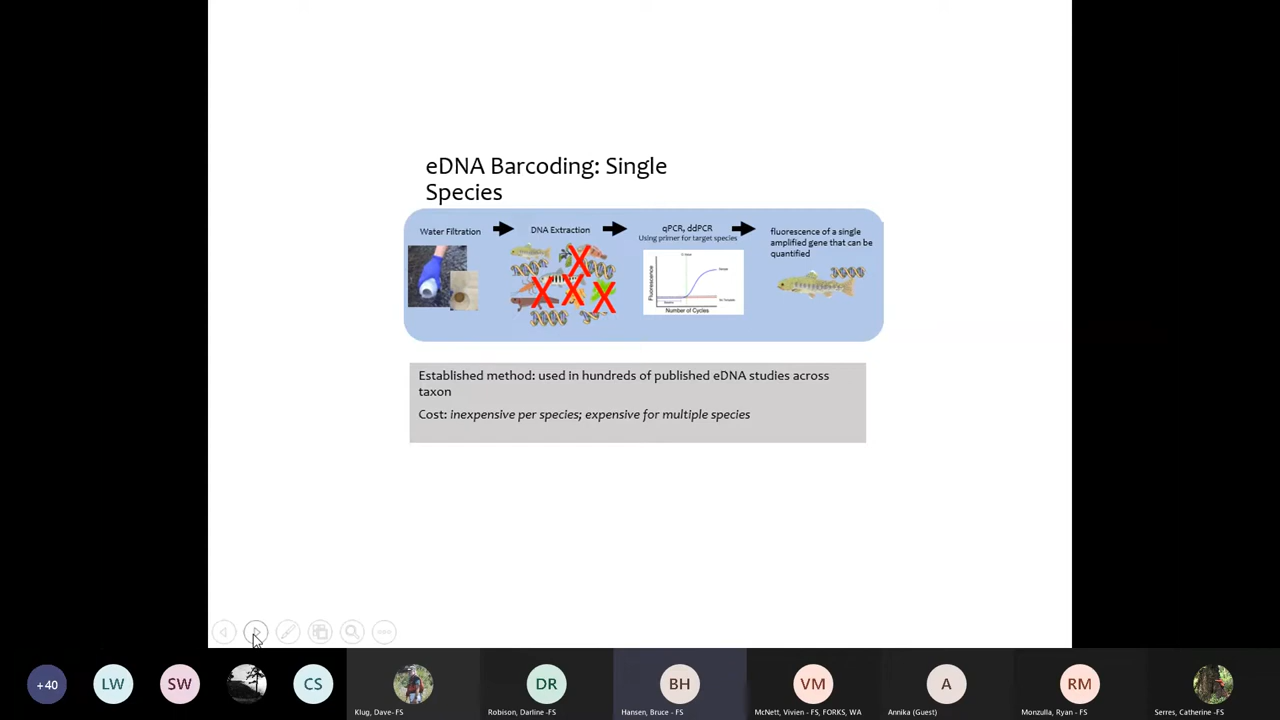 eDNA Barcoding: Single
Species
Water Filtration
DNA Extraction
qPCR, ddPCR
Using primer for target species
fluorescence of a single
amplified gene that can be
quantified
Fluorescence
Number of Cycles
Established method: used in hundreds of published eDNA studies across
taxon
Cost: inexpensive per species; expensive for multiple species
+40
LW
SW
CS
DR
BH
VM
A
RM
Klug, Dave- FS
Robison, Darline -FS
Hansen, Bruce - FS
McNett, Vivien - FS, FORKS, WA
Annika (Guest)
Monzulla, Ryan - FS
Serres, Catherine -FS